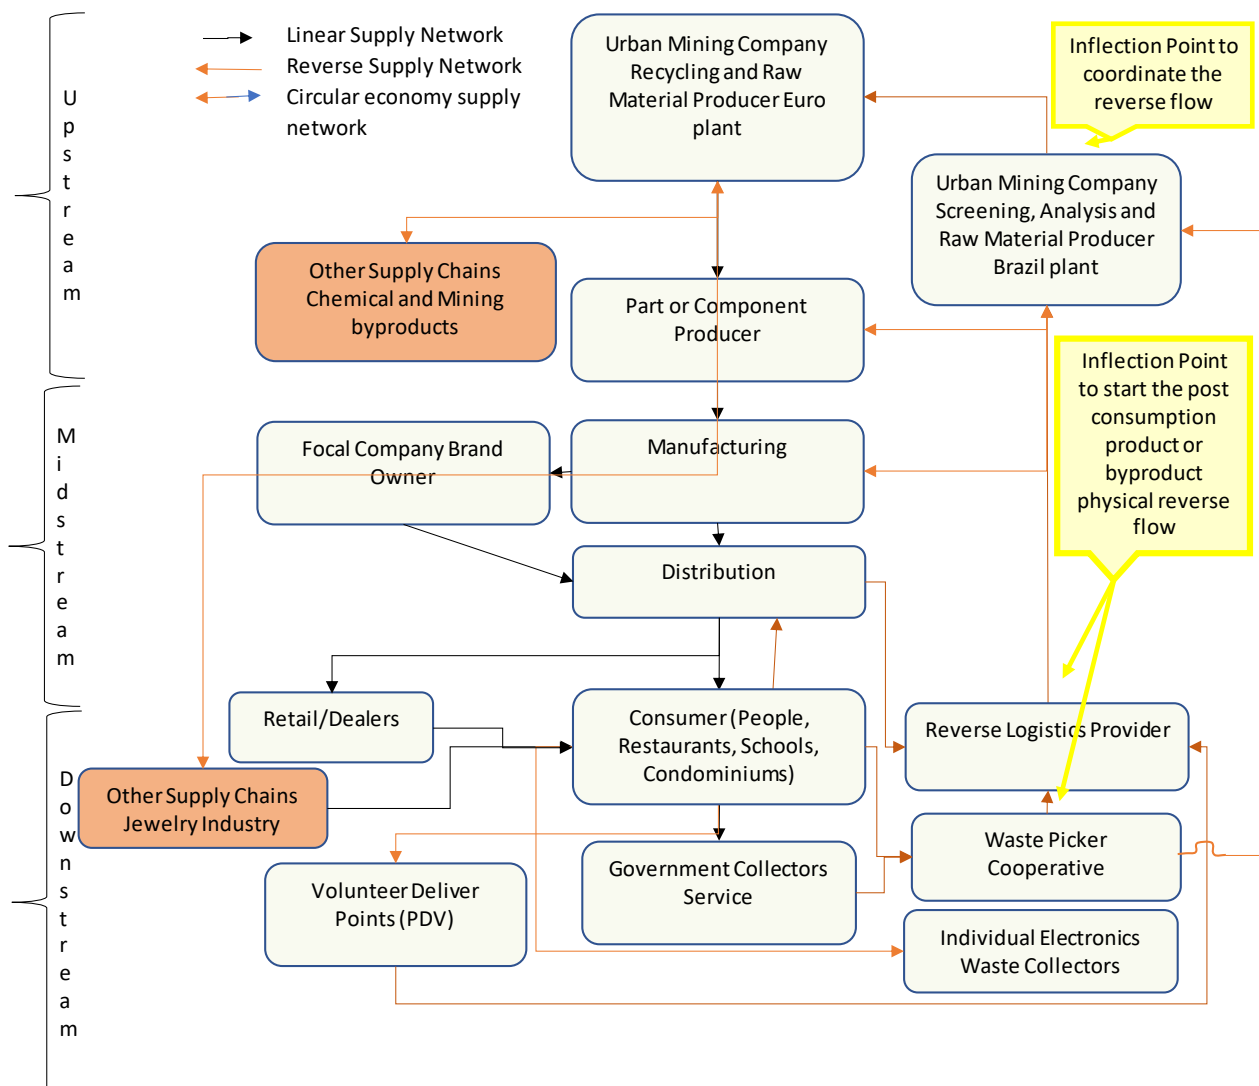 Linear Supply Network
Reverse Supply Network
Circular economy supply
network
Upstream
Midstream
Downstream
Urban Mining Company
Recycling and Raw
Material Producer Euro
plant
Inflection Point to
coordinate the
reverse flow
Urban Mining Company
Screening, Analysis and
Raw Material Producer
Brazil plant
Other Supply Chains
Chemical and Mining
byproducts
Part or Component
Producer
Inflection Point
to start the post
consumption
product or
byproduct
physical reverse
flow
Focal Company Brand
Owner
Manufacturing
Distribution
Retail/Dealers
Consumer (People,
Restaurants, Schools,
Condominiums)
Reverse Logistics Provider
Other Supply Chains
Jewelry Industry
Volunteer Deliver
Points (PDV)
Government Collectors
Service
Waste Picker
Cooperative
Individual Electronics
Waste Collectors